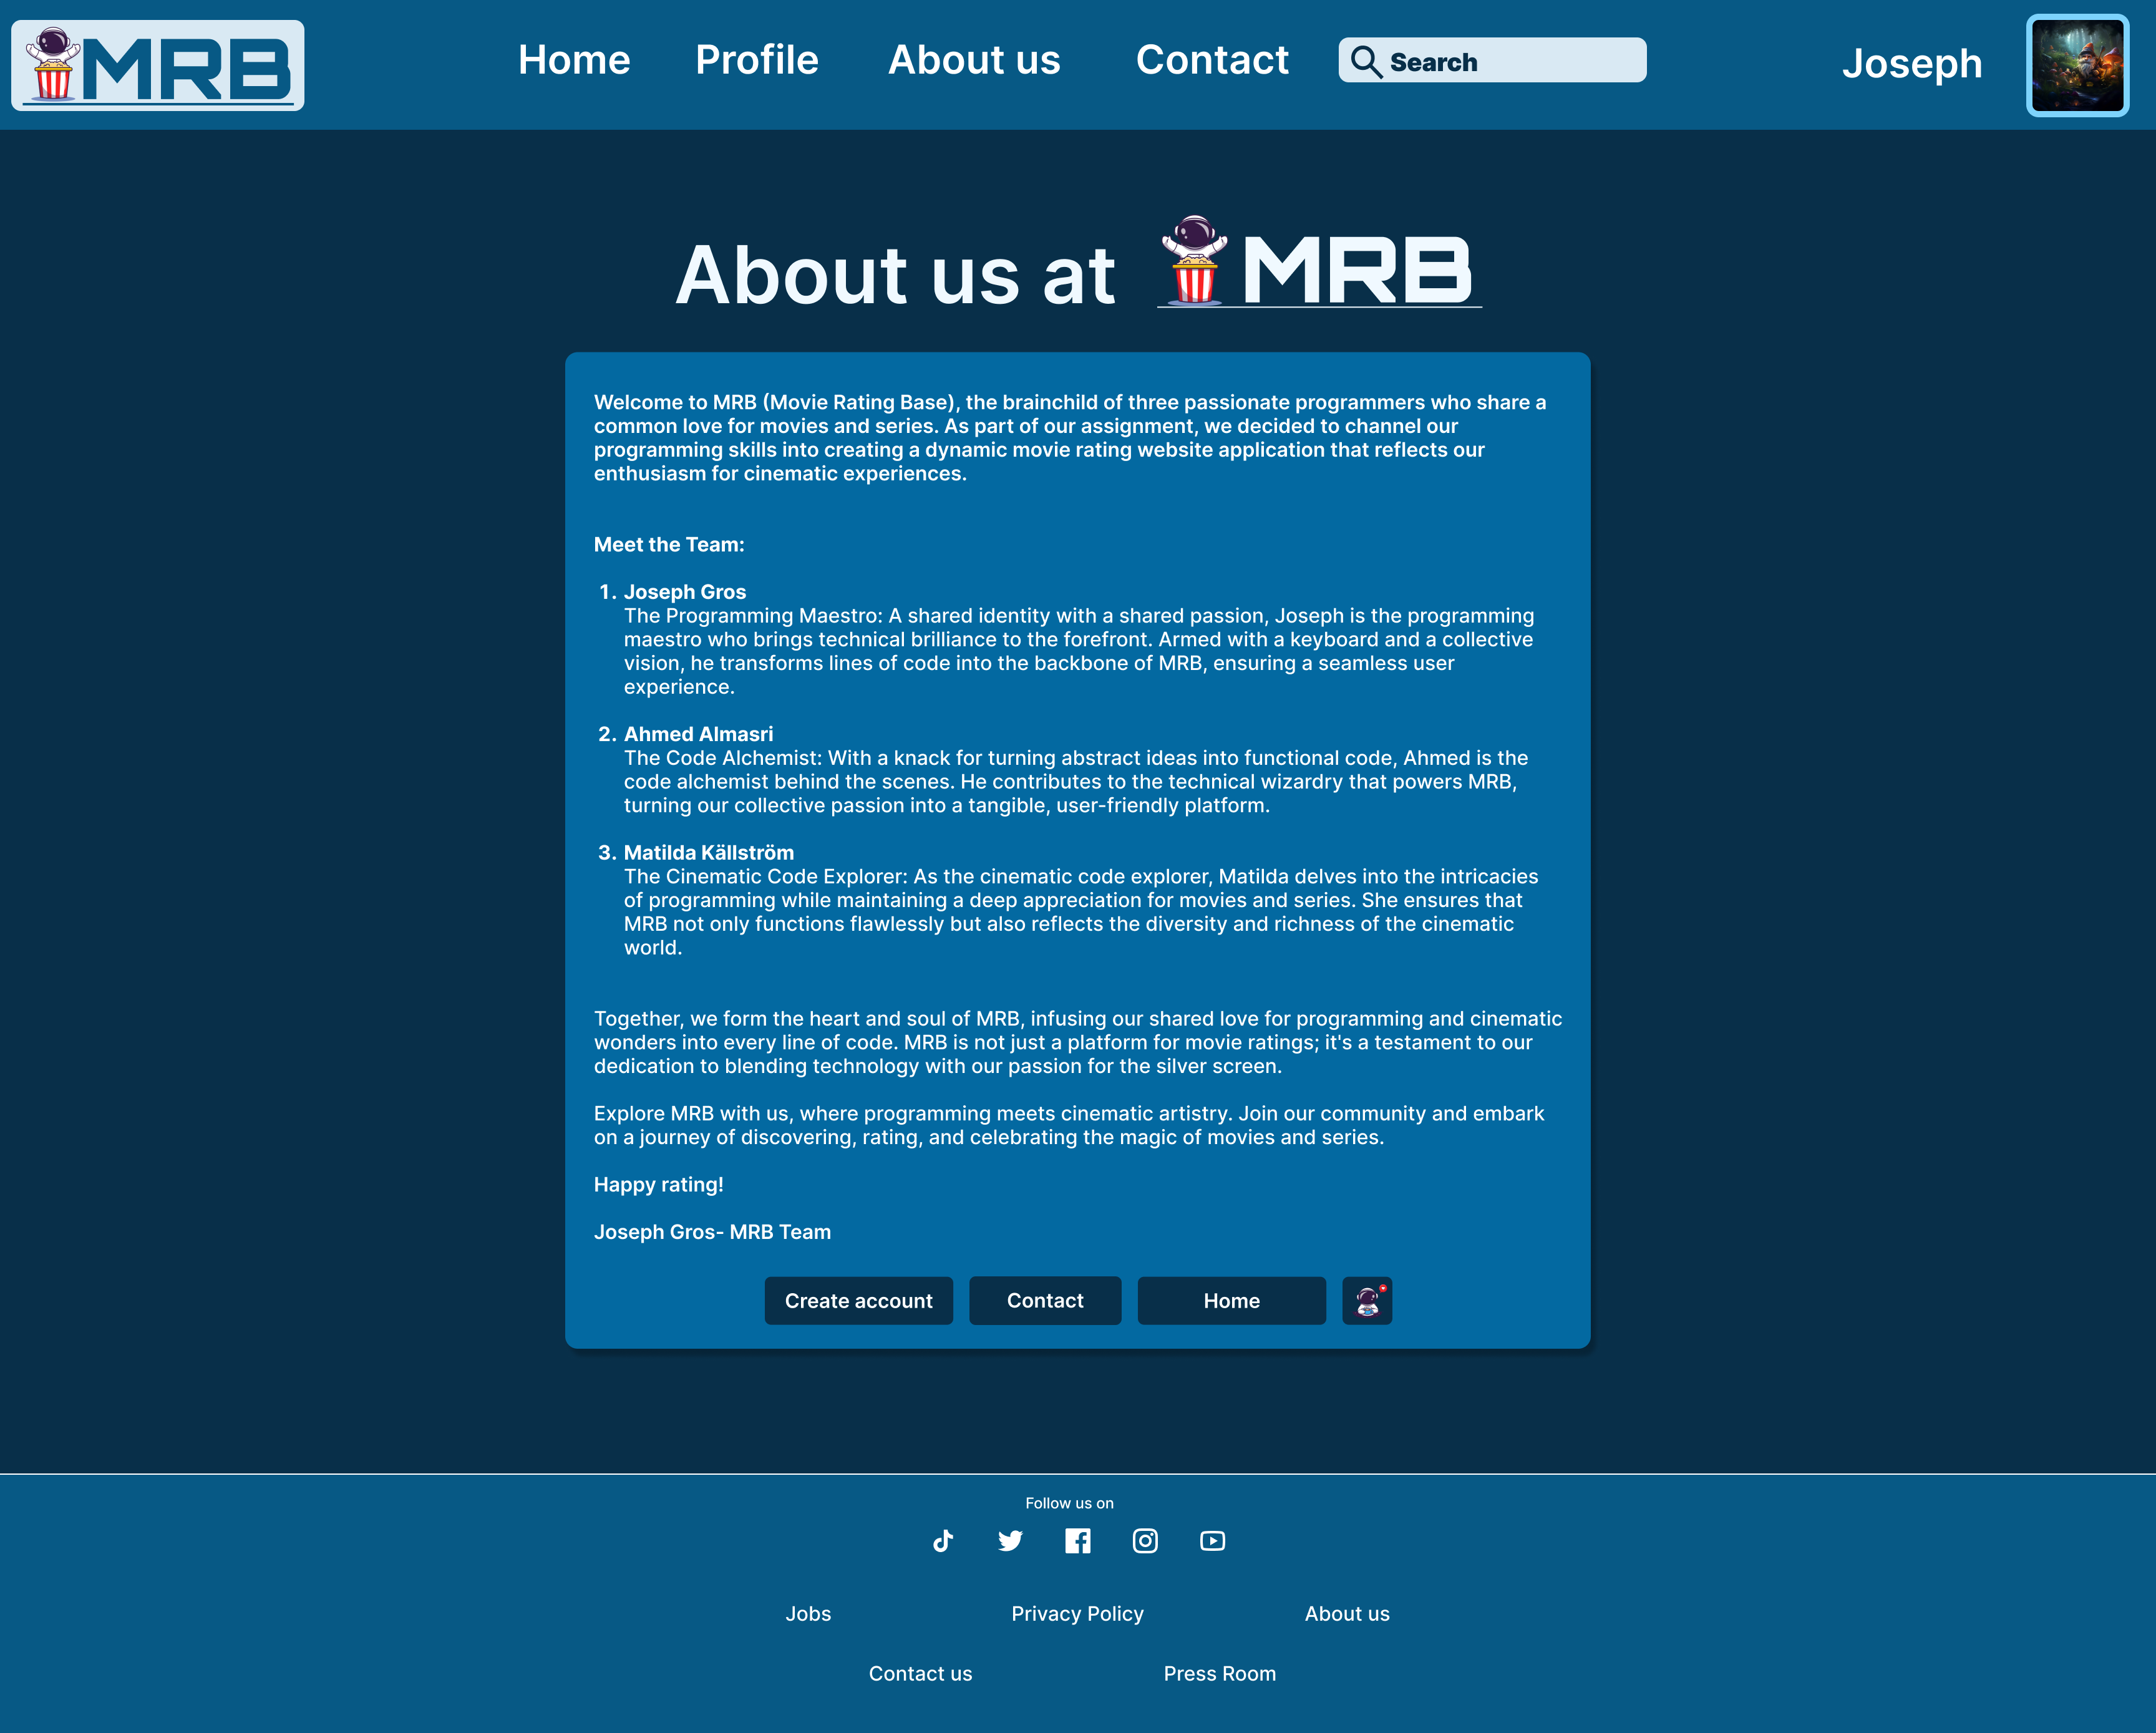 MRB
Home
Profile
About us
Contact
Search
Joseph
About us at MRB
Welcome to MRB (Movie Rating Base), the brainchild of three passionate programmers who share a
common love for movies and series. As part of our assignment, we decided to channel our
programming skills into creating a dynamic movie rating website application that reflects our
enthusiasm for cinematic experiences.
Meet the Team:
1. Joseph Gros
The Programming Maestro: A shared identity with a shared passion, Joseph is the programming
maestro who brings technical brilliance to the forefront. Armed with a keyboard and a collective
vision, he transforms lines of code into the backbone of MRB, ensuring a seamless user
experience.
2. Ahmed Almasri
The Code Alchemist: With a knack for turning abstract ideas into functional code, Ahmed is the
code alchemist behind the scenes. He contributes to the technical wizardry that powers MRB,
turning our collective passion into a tangible, user-friendly platform.
3. Matilda Källström
The Cinematic Code Explorer: As the cinematic code explorer, Matilda delves into the intricacies
of programming while maintaining a deep appreciation for movies and series. She ensures that
MRB not only functions flawlessly but also reflects the diversity and richness of the cinematic
world.
Together, we form the heart and soul of MRB, infusing our shared love for programming and cinematic
wonders into every line of code. MRB is not just a platform for movie ratings; it's a testament to our
dedication to blending technology with our passion for the silver screen.
Explore MRB with us, where programming meets cinematic artistry. Join our community and embark
on a journey of discovering, rating, and celebrating the magic of movies and series.
Happy rating!
Joseph Gros- MRB Team
Create account
Contact
Home
Follow us on
Jobs
Privacy Policy
About us
Contact us
Press Room